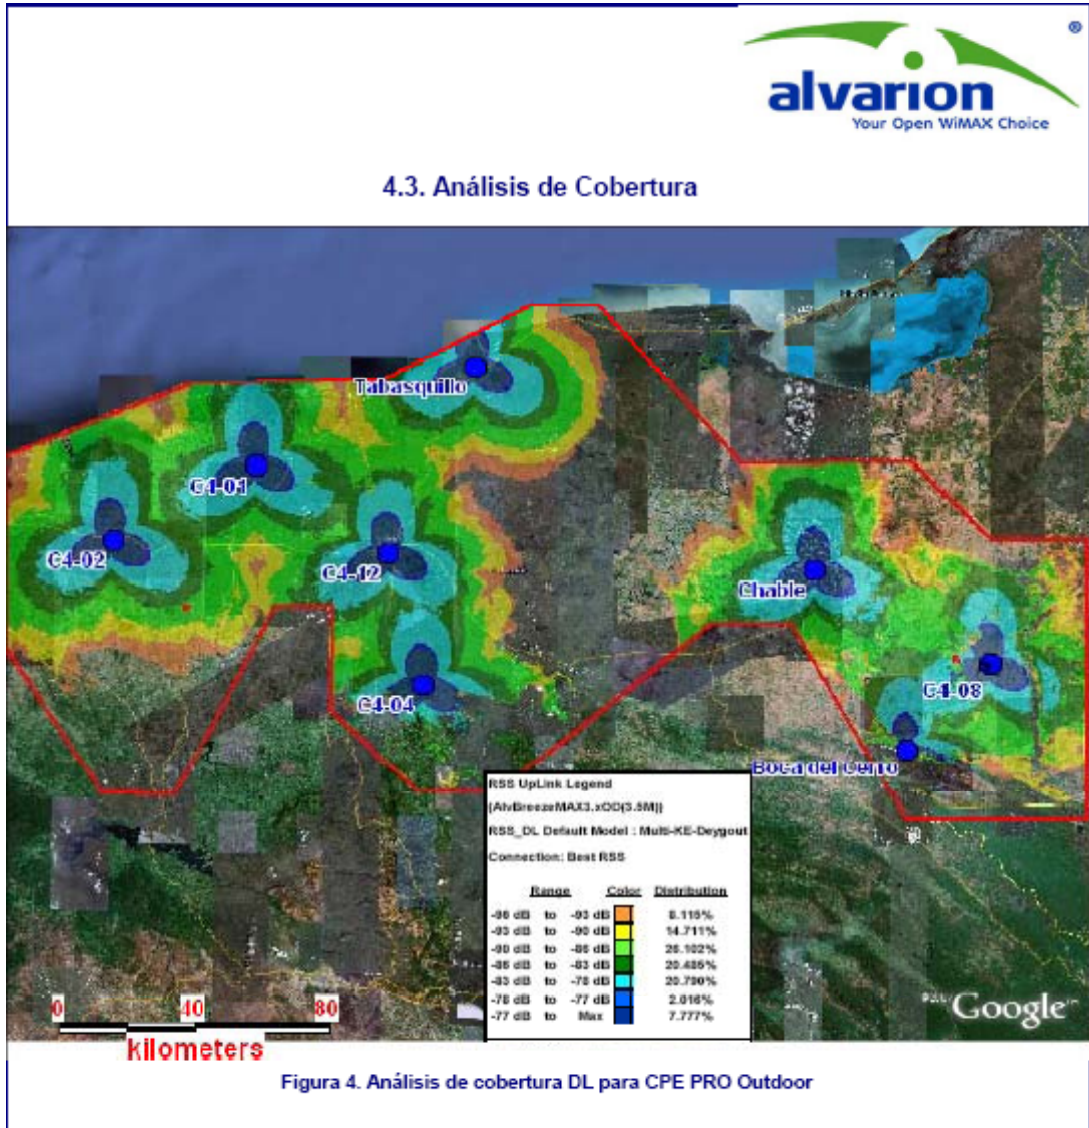 alvarion
®
Your Open WiMAX Choice
4.3. Análisis de Cobertura
Tabasquillo
C4-01
C4-02
C4-12
Chable
C4-04
C4-08
Boca del Cerro
RSS UpLink Legend
(AlvBreezeMAX3.xOD(3.5M))
RSS_DL Default Model : Multi-KE-Deygout
Connection: Best RSS
Range Color Distribution
-96 dB to -93 dB 8.115%
-93 dB to -90 dB 14.711%
-90 dB to -86 dB 26.102%
-86 dB to -83 dB 20.485%
-83 dB to -78 dB 20.790%
-78 dB to -77 dB 2.016%
-77 dB to Max 7.777%
0 40 80
kilometers
Google
Figura 4. Análisis de cobertura DL para CPE PRO Outdoor